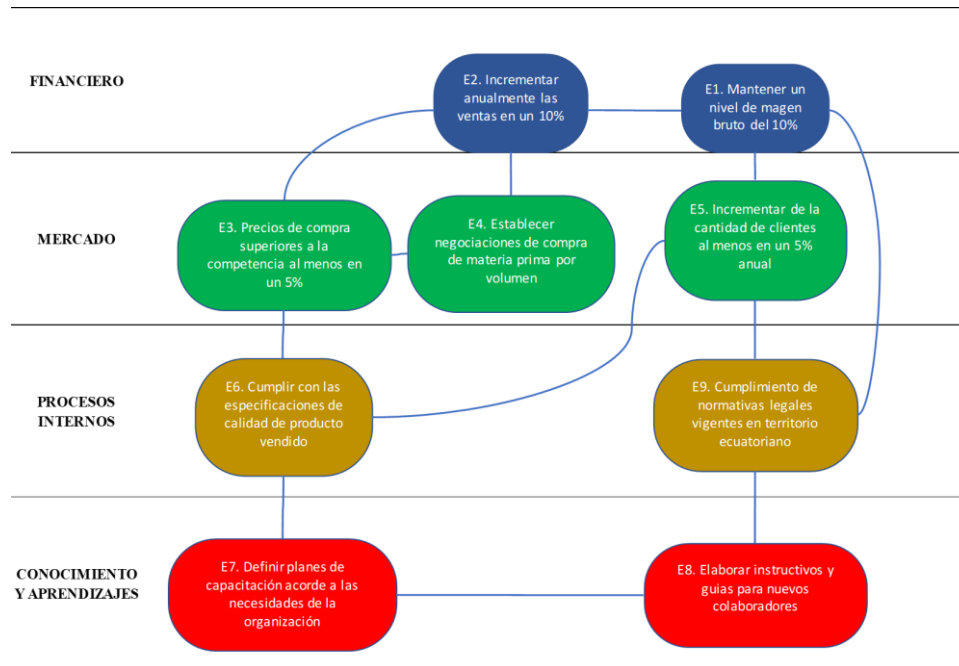 FINANCIERO
E2. Incrementar
anualmente las
ventas en un 10%
E1. Mantener un
nivel de magen
bruto del 10%
MERCADO
E3. Precios de compra
superiores a la
competencia al menos en
un 5%
E4. Establecer
negociaciones de compra
de materia prima por
volumen
E5. Incrementar de la
cantidad de clientes
al menos en un 5%
anual
PROCESOS
INTERNOS
E6. Cumplir con las
especificaciones de
calidad de producto
vendido
E9. Cumplimiento de
normativas legales
vigentes en territorio
ecuatoriano
CONOCIMIENTO
Y APRENDIZAJES
E7. Definir planes de
capacitación acorde a las
necesidades de la
organización
E8. Elaborar instructivos y
guias para nuevos
colaboradores